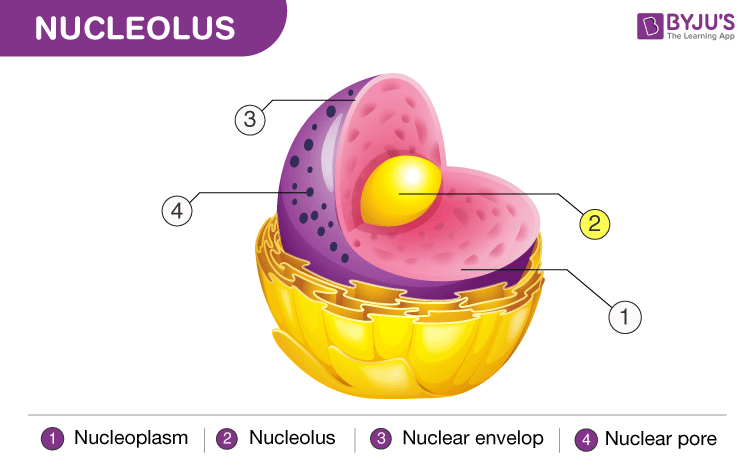 NUCLEOLUS
BYJU'S
The Learning App
3
4
2
1
1 Nucleoplasm
2 Nucleolus
3 Nuclear envelop
4 Nuclear pore